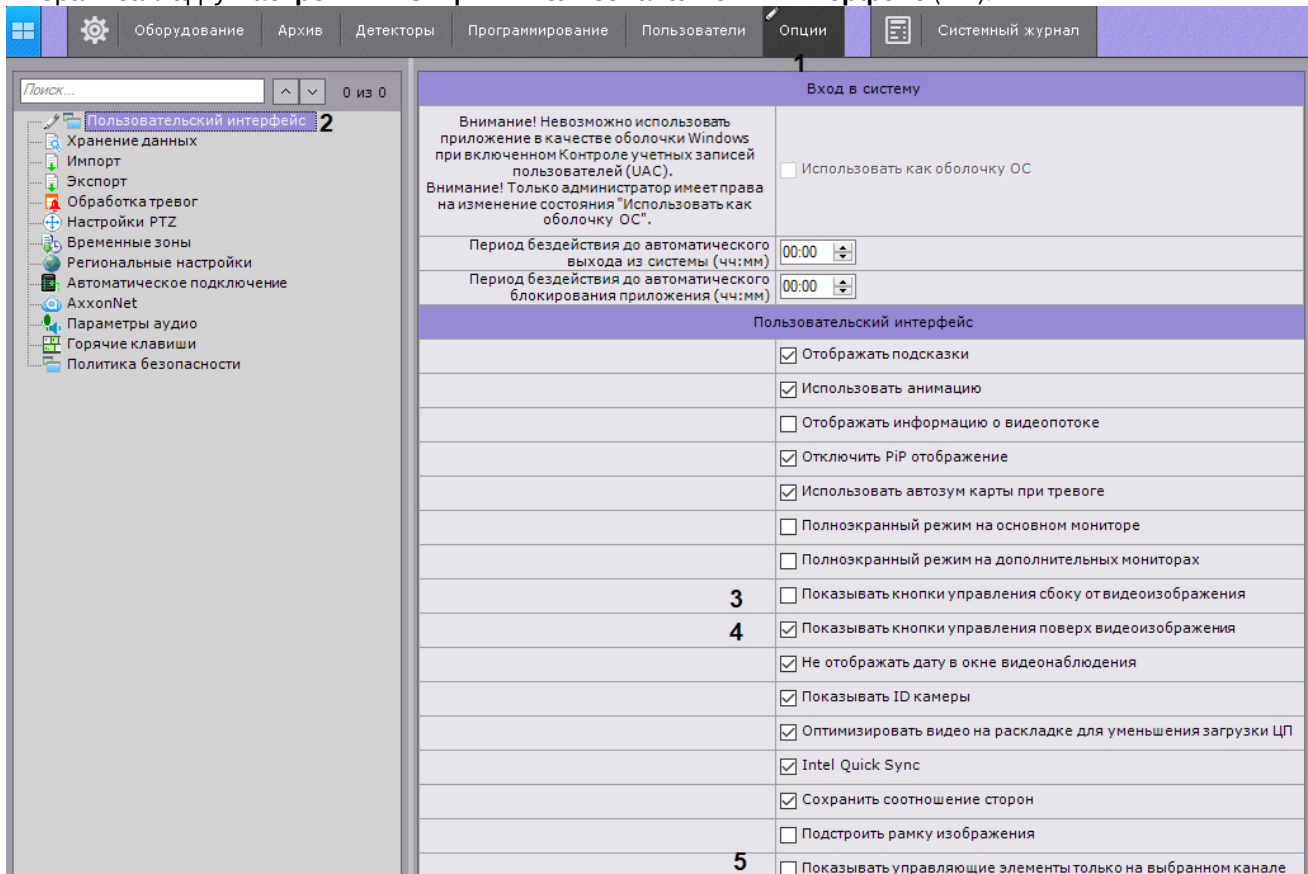 Оборудование Архив Детекторы Программирование Пользователи Опции Системный журнал
1
Поиск... 0 из 0
Пользовательский интерфейс 2
Хранение данных
Импорт
Экспорт
Обработка тревог
Настройки PTZ
Временные зоны
Региональные настройки
Автоматическое подключение
AxxonNet
Параметры аудио
Горячие клавиши
Политика безопасности
Вход в систему
Внимание! Невозможно использовать
приложение в качестве оболочки Windows
при включенном Контроле учетных записей
пользователей (UAC).
Внимание! Только администратор имеет права
на изменение состояния "Использовать как
оболочку ОС".
Использовать как оболочку ОС
Период бездействия до автоматического
выхода из системы (чч:мм)
00:00
Период бездействия до автоматического
блокирования приложения (чч:мм)
00:00
Пользовательский интерфейс
Отображать подсказки
Использовать анимацию
Отображать информацию о видеопотоке
Отключить PiP отображение
Использовать автозум карты при тревоге
Полноэкранный режим на основном мониторе
Полноэкранный режим на дополнительных мониторах
3 Показывать кнопки управления сбоку от видеоизображения
4 Показывать кнопки управления поверх видеоизображения
Не отображать дату в окне видеонаблюдения
Показывать ID камеры
Оптимизировать видео на раскладке для уменьшения загрузки ЦП
Intel Quick Sync
Сохранить соотношение сторон
Подстроить рамку изображения
5 Показывать управляющие элементы только на выбранном канале